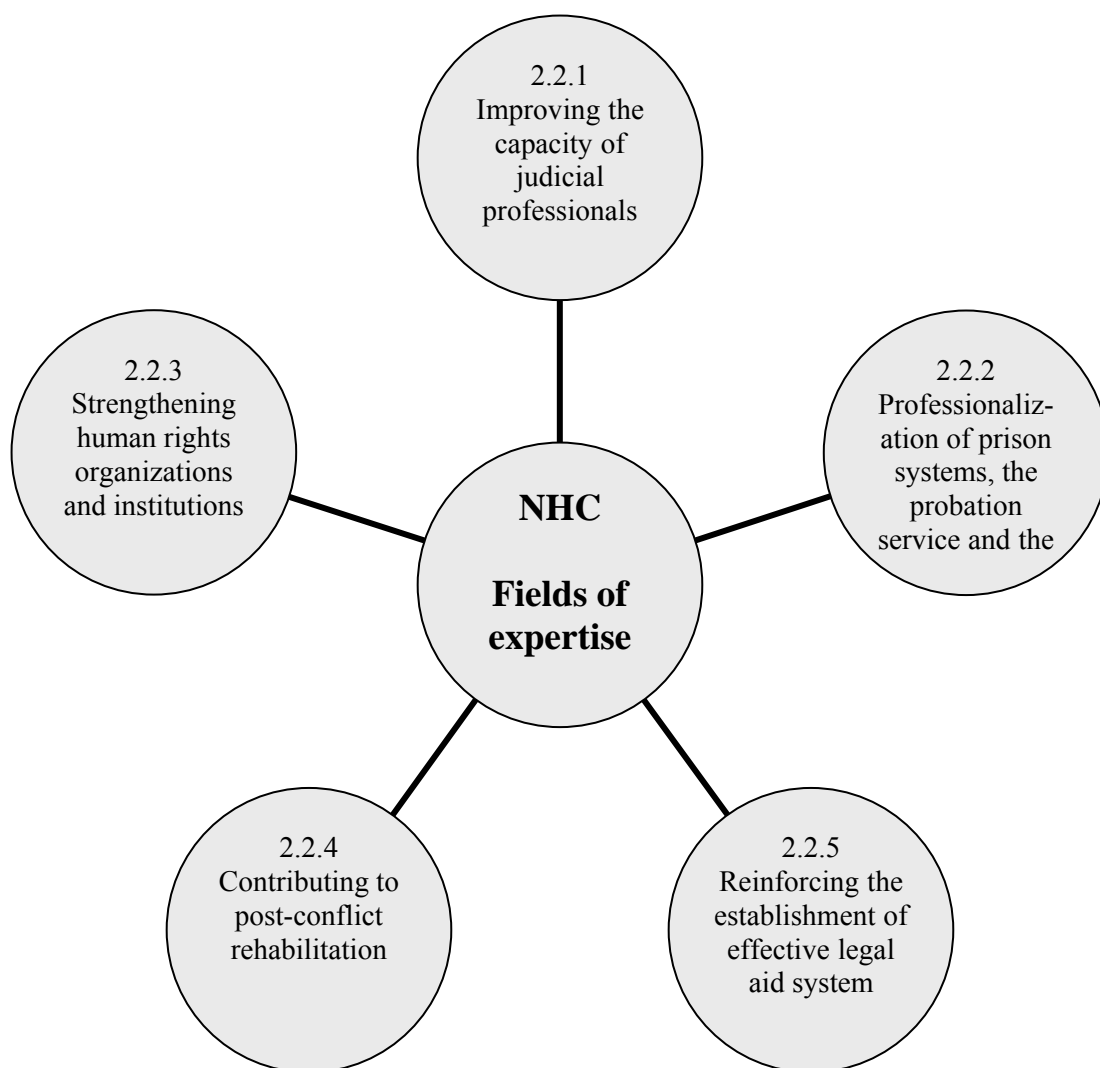 2.2.1
Improving the
capacity of
judicial
professionals
2.2.3
Strengthening
human rights
organizations
and institutions
2.2.2
Professionaliz-
ation of prison
systems, the
probation
service and the
NHC
Fields of
expertise
2.2.4
Contributing to
post-conflict
rehabilitation
2.2.5
Reinforcing the
establishment of
effective legal
aid system